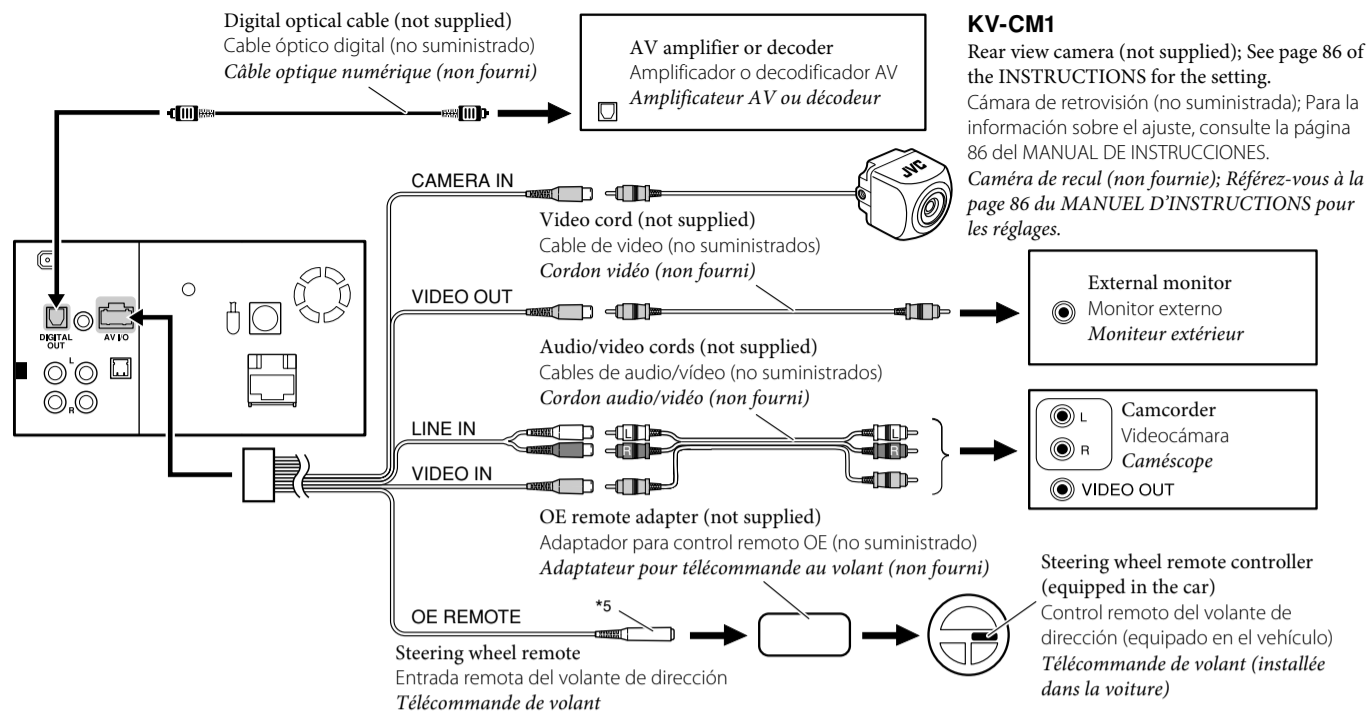 Digital optical cable (not supplied)
Cable óptico digital (no suministrado)
Câble optique numérique (non fourni)
AV amplifier or decoder
Amplificador o decodificador AV
Amplificateur AV ou décodeur
KV-CM1
Rear view camera (not supplied); See page 86 of
the INSTRUCTIONS for the setting.
Cámara de retrovisión (no suministrada); Para la
información sobre el ajuste, consulte la página
86 del MANUAL DE INSTRUCCIONES.
Caméra de recul (non fournie); Référez-vous à la
page 86 du MANUEL D'INSTRUCTIONS pour
les réglages.
CAMERA IN
JVC
Video cord (not supplied)
Cable de video (no suministrados)
Cordon vidéo (non fourni)
VIDEO OUT
External monitor
Monitor externo
Moniteur extérieur
DIGITAL
OUT
AV I/O
L
R
Audio/video cords (not supplied)
Cables de audio/vídeo (no suministrados)
Cordon audio/vidéo (non fourni)
LINE IN
L
R
L
R
VIDEO IN
L
R
Camcorder
Videocámara
Caméscope
VIDEO OUT
OE remote adapter (not supplied)
Adaptador para control remoto OE (no suministrado)
Adaptateur pour télécommande au volant (non fourni)
OE REMOTE
*5
Steering wheel remote
Entrada remota del volante de dirección
Télécommande de volant
Steering wheel remote controller
(equipped in the car)
Control remoto del volante de
dirección (equipado en el vehículo)
Télécommande de volant (installée
dans la voiture)